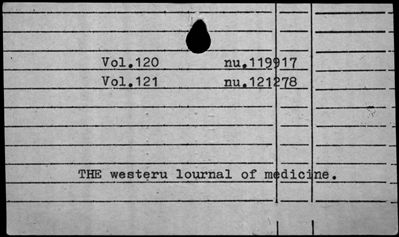 Vol.120 nu.119917
Vol.121 nu.121278
THE westeru lournal of medicine.